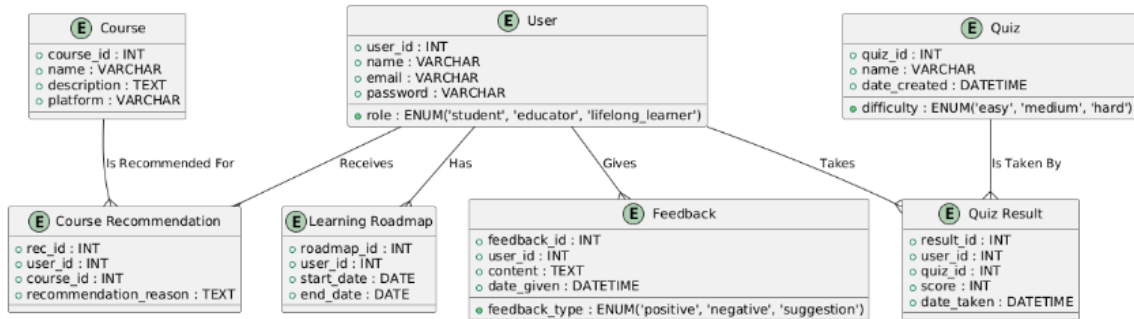 E Course
course_id : INT
name : VARCHAR
description : TEXT
platform : VARCHAR
E User
user_id : INT
name : VARCHAR
email : VARCHAR
password : VARCHAR
role : ENUM('student', 'educator', 'lifelong_learner')
E Quiz
quiz_id : INT
name : VARCHAR
date_created : DATETIME
difficulty : ENUM('easy', 'medium', 'hard')
Is Recommended For
Receives
Has
Gives
Takes
Is Taken By
E Course Recommendation
rec_id : INT
user_id : INT
course_id : INT
recommendation_reason : TEXT
E Learning Roadmap
roadmap_id : INT
user_id : INT
start_date : DATE
end_date : DATE
E Feedback
feedback_id : INT
user_id : INT
content : TEXT
date_given : DATETIME
feedback_type : ENUM('positive', 'negative', 'suggestion')
E Quiz Result
result_id : INT
user_id : INT
quiz_id : INT
score : INT
date_taken : DATETIME